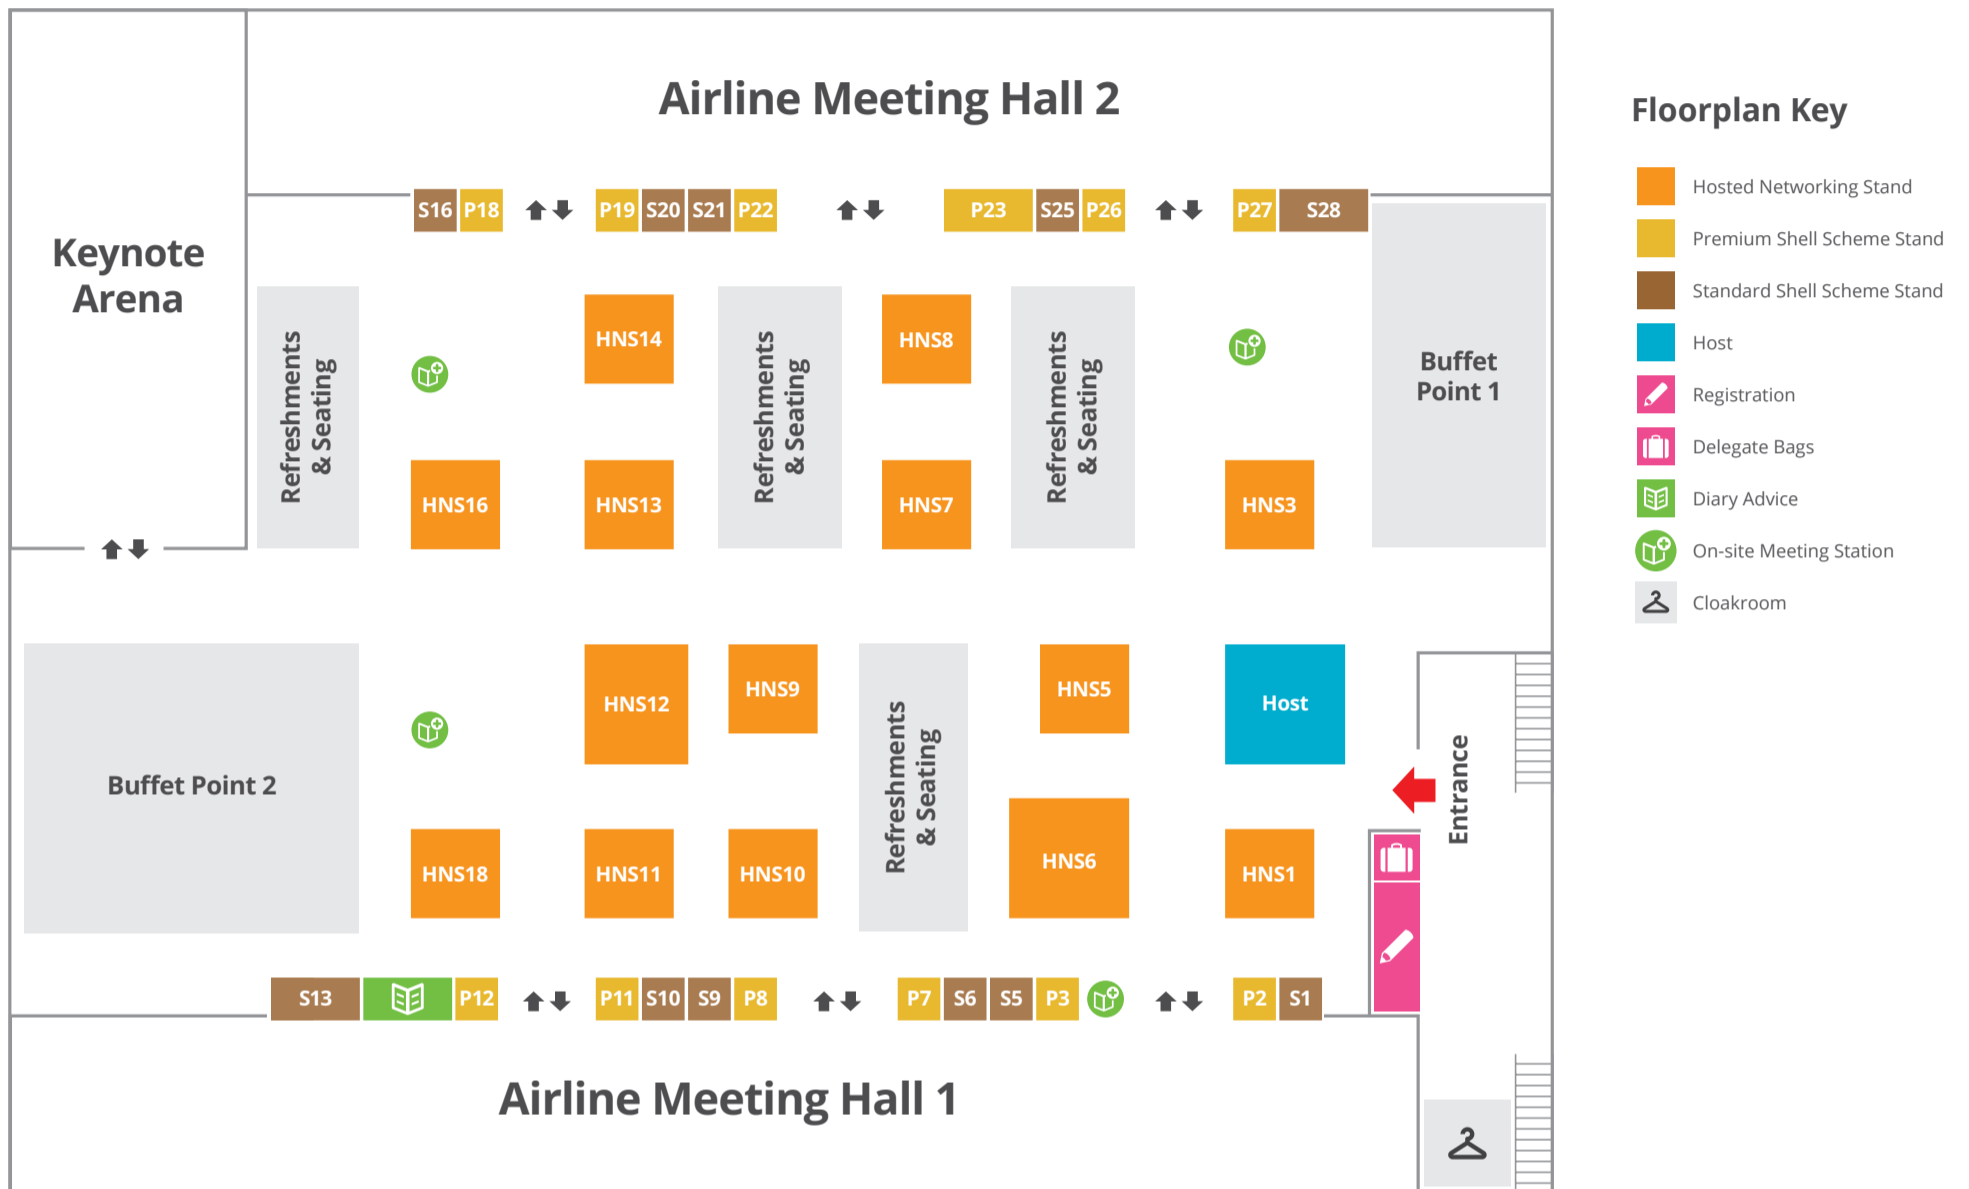 Airline Meeting Hall 2
Keynote
Arena
S16 P18 P19 S20 S21 P22 P23 S25 P26 P27 S28
Refreshments
& Seating
HNS14
Refreshments
& Seating
HNS8
Refreshments
& Seating
Buffet
Point 1
HNS16 HNS13 HNS7 HNS3
Buffet Point 2
HNS12 HNS9
Refreshments
& Seating
HNS5
Host
Entrance
HNS18 HNS11 HNS10 HNS6 HNS1
S13 P12 P11 S10 S9 P8 P7 S6 S5 P3 P2 S1
Airline Meeting Hall 1
Floorplan Key
Hosted Networking Stand
Premium Shell Scheme Stand
Standard Shell Scheme Stand
Host
Registration
Delegate Bags
Diary Advice
On-site Meeting Station
Cloakroom